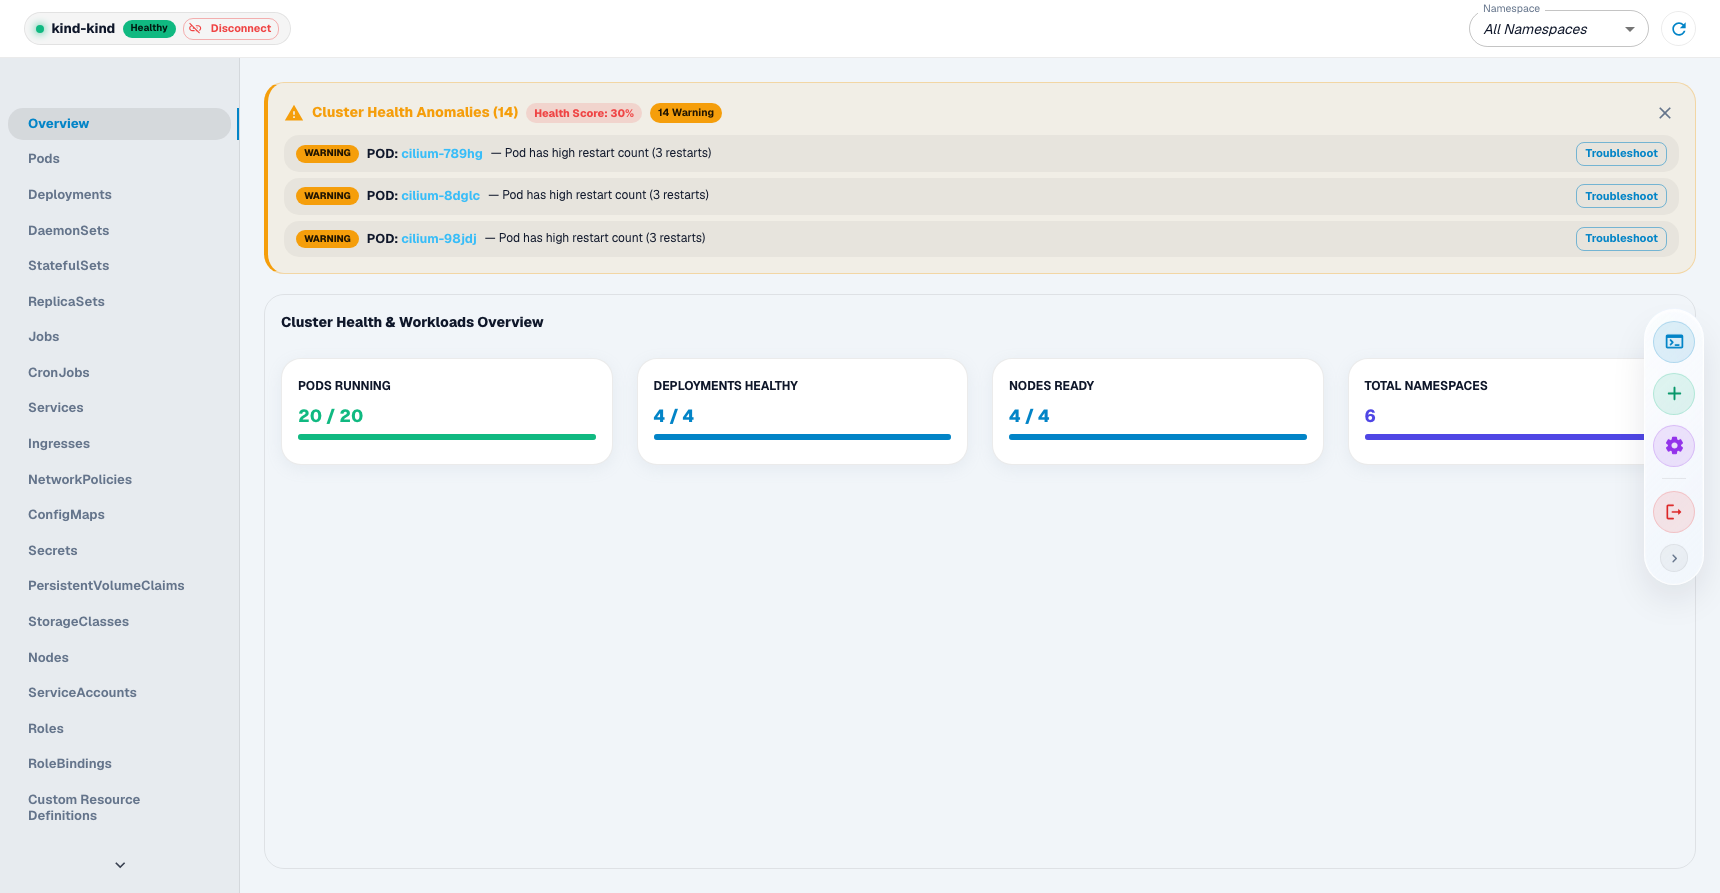 kind-kind Healthy Disconnect
Namespace
All Namespaces
Overview
Pods
Deployments
DaemonSets
StatefulSets
ReplicaSets
Jobs
CronJobs
Services
Ingresses
NetworkPolicies
ConfigMaps
Secrets
PersistentVolumeClaims
StorageClasses
Nodes
ServiceAccounts
Roles
RoleBindings
Custom Resource
Definitions
Cluster Health Anomalies (14) Health Score: 30% 14 Warning
WARNING POD: cilium-789hg — Pod has high restart count (3 restarts) Troubleshoot
WARNING POD: cilium-8dglc — Pod has high restart count (3 restarts) Troubleshoot
WARNING POD: cilium-98jdj — Pod has high restart count (3 restarts) Troubleshoot
Cluster Health & Workloads Overview
PODS RUNNING
20 / 20
DEPLOYMENTS HEALTHY
4 / 4
NODES READY
4 / 4
TOTAL NAMESPACES
6